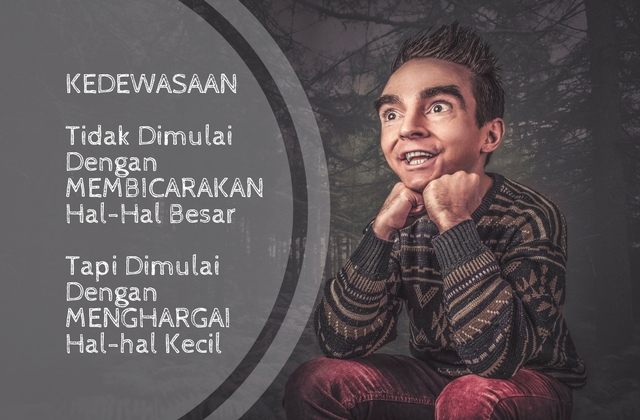 KEDEWASAAN
Tidak Dimulai
Dengan
MEMBICARAKAN
Hal-Hal Besar
Tapi Dimulai
Dengan
MENGHARGAI
Hal-hal Kecil